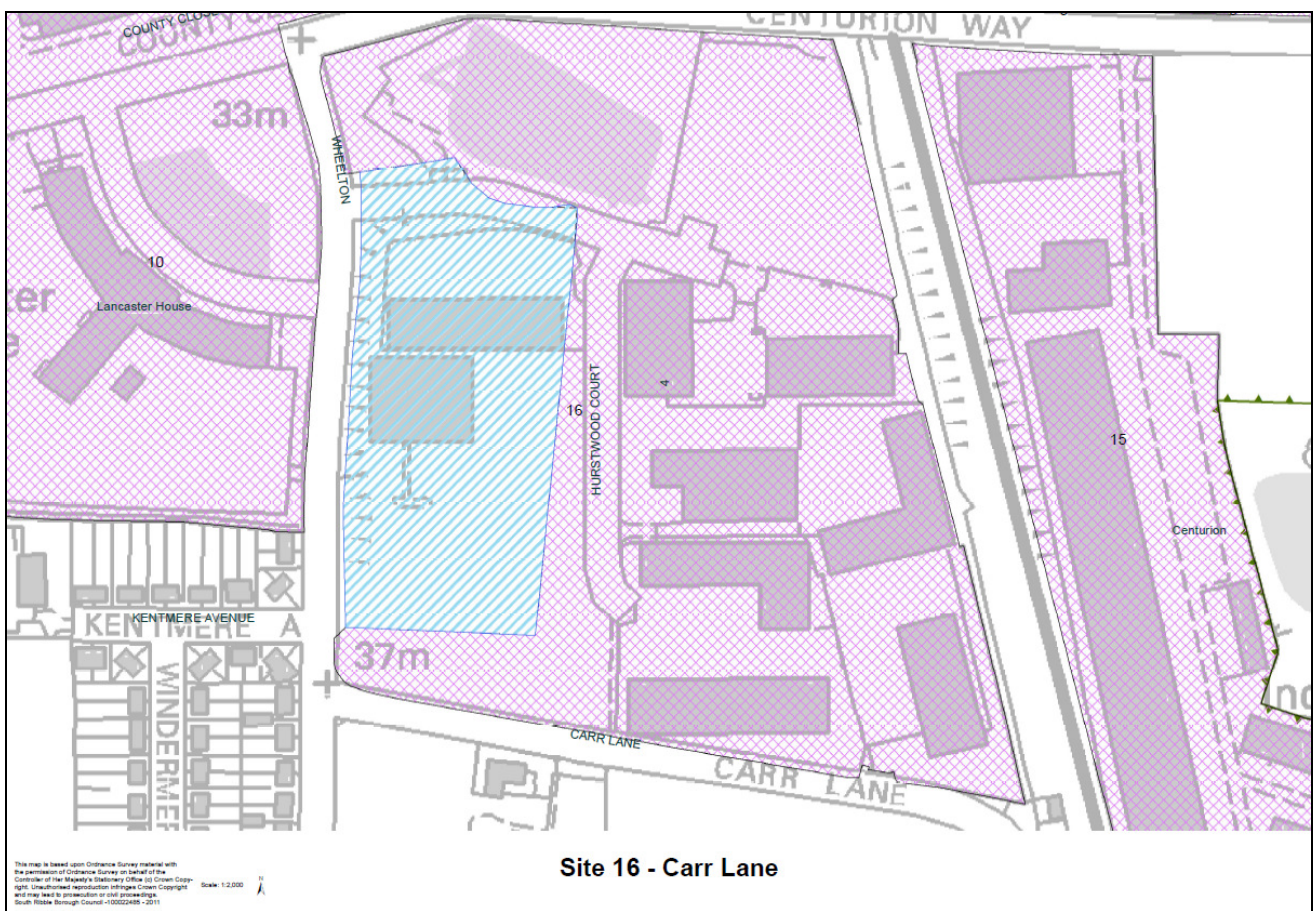 COUNTY CLOSE
CENTURION WAY
33m
WHEELTON
10
Lancaster House
HURSTWOOD COURT
4
16
15
Centurion
KENTMERE AVENUE
KENTMERE A
37m
WINDERMER
CARR LANE
CARR LANE
This map is based upon Ordnance Survey material with
the permission of Ordnance Survey on behalf of the
Controller of Her Majesty's Stationery Office (c) Crown Copy-
right. Unauthorised reproduction infringes Crown Copyright
and may lead to prosecution or civil proceedings.
South Ribble Borough Council -100022485 - 2011
Scale: 1:2,000
N
Site 16 - Carr Lane